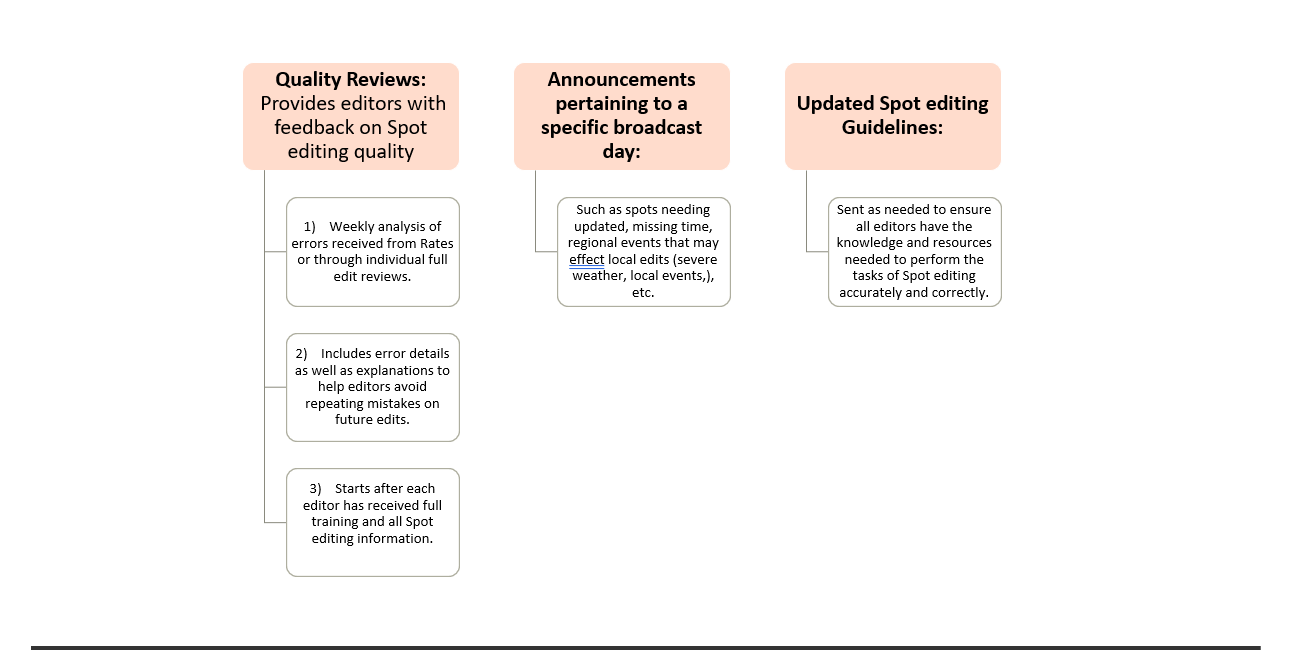 Quality Reviews:
Provides editors with
feedback on Spot
editing quality
1) Weekly analysis of
errors received from Rates
or through individual full
edit reviews.
2) Includes error details
as well as explanations to
help editors avoid
repeating mistakes on
future edits.
3) Starts after each
editor has received full
training and all Spot
editing information.
Announcements
pertaining to a
specific broadcast
day:
Such as spots needing
updated, missing time,
regional events that may
effect local edits (severe
weather, local events,),
etc.
Updated Spot editing
Guidelines:
Sent as needed to ensure
all editors have the
knowledge and resources
needed to perform the
tasks of Spot editing
accurately and correctly.